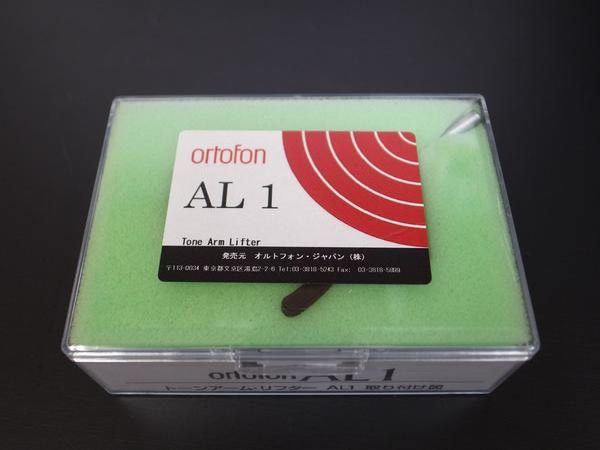 ortofon
AL 1
Tone Arm Lifter
発売元 オルトフォン・ジャパン (株)
〒113-0034 東京都文京区湯島2-2-6 Tel:03-3818-5243 Fax: 03-3818-5899
ortofon AL 1
トーンアーム・リフター AL1 取り付け図